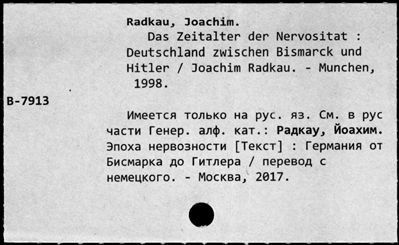 Radkau, Joachim.
Das Zeitalter der Nervositat :
Deutschland zwischen Bismarck und
Hitler / Joachim Radkau. - Munchen,
1998.
B-7913
Имеется только на рус. яз. См. в рус
части Генер. алф. кат.: Радкау, Йоахим.
Эпоха нервозности [Текст] : Германия от
Бисмарка до Гитлера / перевод с
немецкого. - Москва, 2017.